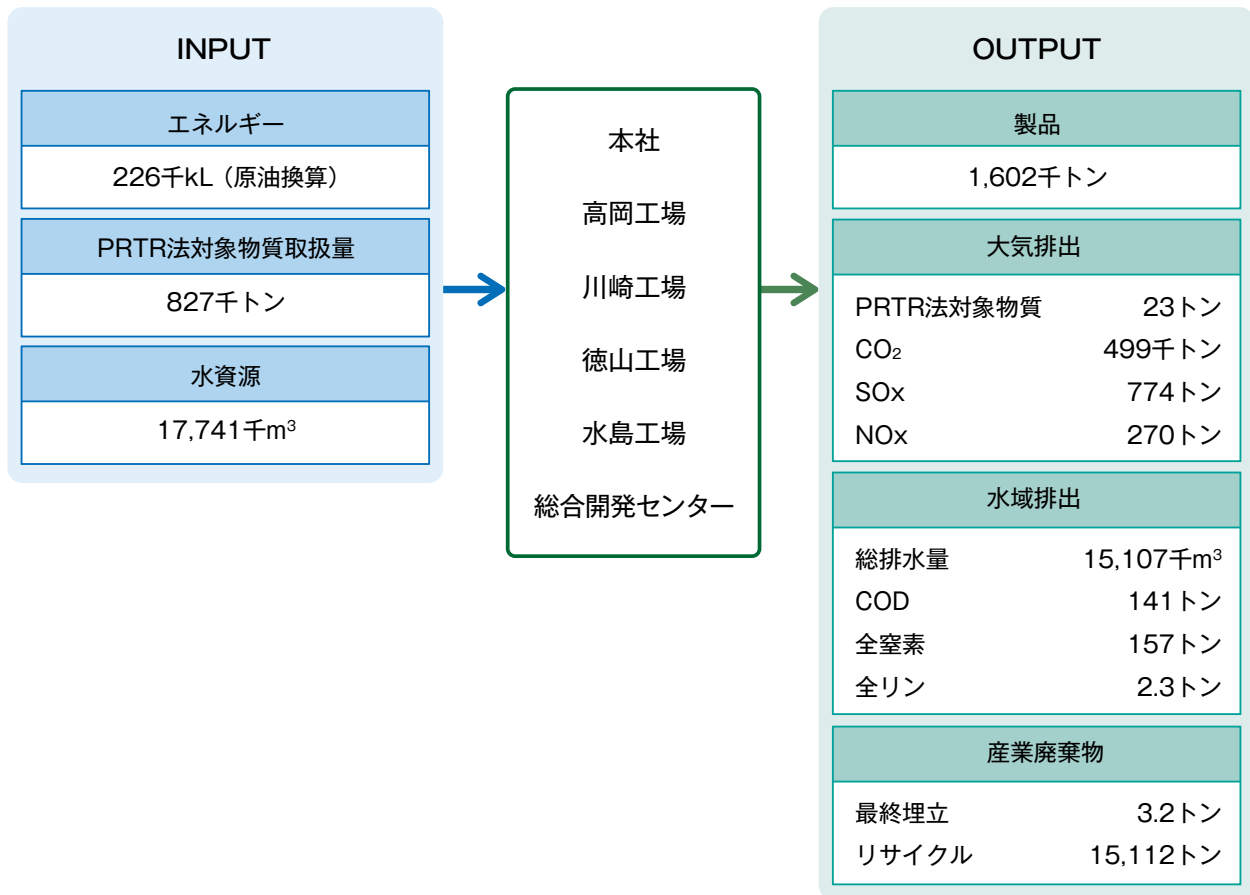 INPUT
エネルギー
226千kL（原油換算）
PRTR法対象物質取扱量
827千トン
水資源
17,741千m³
本社
高岡工場
川崎工場
徳山工場
水島工場
総合開発センター
OUTPUT
製品
1,602千トン
大気排出
PRTR法対象物質 23トン
CO₂ 499千トン
SOx 774トン
NOx 270トン
水域排出
総排水量 15,107千m³
COD 141トン
全窒素 157トン
全リン 2.3トン
産業廃棄物
最終埋立 3.2トン
リサイクル 15,112トン